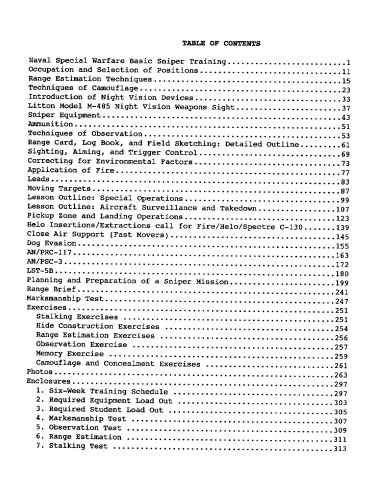 TABLE OF CONTENTS
Naval Special Warfare Basic Sniper Training..........................1
Occupation and Selection of Positions................................11
Range Estimation Techniques..........................................15
Techniques of Camouflage.............................................23
Introduction of Night Vision Devices.................................33
Litton Model M-485 Night Vision Weapons Sight........................37
Sniper Equipment.....................................................43
Ammunition...........................................................51
Techniques of Observation............................................53
Range Card, Log Book, and Field Sketching: Detailed Outline..........61
Sighting, Aiming, and Trigger Control................................69
Correcting for Environmental Factors.................................73
Application of Fire..................................................77
Leads................................................................83
Moving Targets.......................................................87
Lesson Outline: Special Operations...................................99
Lesson Outline: Aircraft Surveillance and Takedown..................107
Pickup Zone and Landing Operations..................................123
Helo Insertions/Extractions call for Fire/Helo/Spectre C-130.......139
Close Air Support (Fast Movers).....................................145
Dog Evasion.........................................................155
AN/PRC-117..........................................................163
AN/PSC-3............................................................172
LST-5B..............................................................180
Planning and Preparation of a Sniper Mission........................199
Range Brief.........................................................241
Marksmanship Test...................................................247
Exercises...........................................................251
Stalking Exercises ................................................251
Hide Construction Exercises .......................................254
Range Estimation Exercises ........................................256
Observation Exercise ..............................................257
Memory Exercise ...................................................259
Camouflage and Concealment Exercises ..............................261
Photos..............................................................263
Enclosures..........................................................297
1. Six-Week Training Schedule .....................................297
2. Required Equipment Load Out ....................................303
3. Required Student Load Out ......................................305
4. Marksmanship Test ..............................................307
5. Observation Test ...............................................309
6. Range Estimation ...............................................311
7. Stalking Test ..................................................313